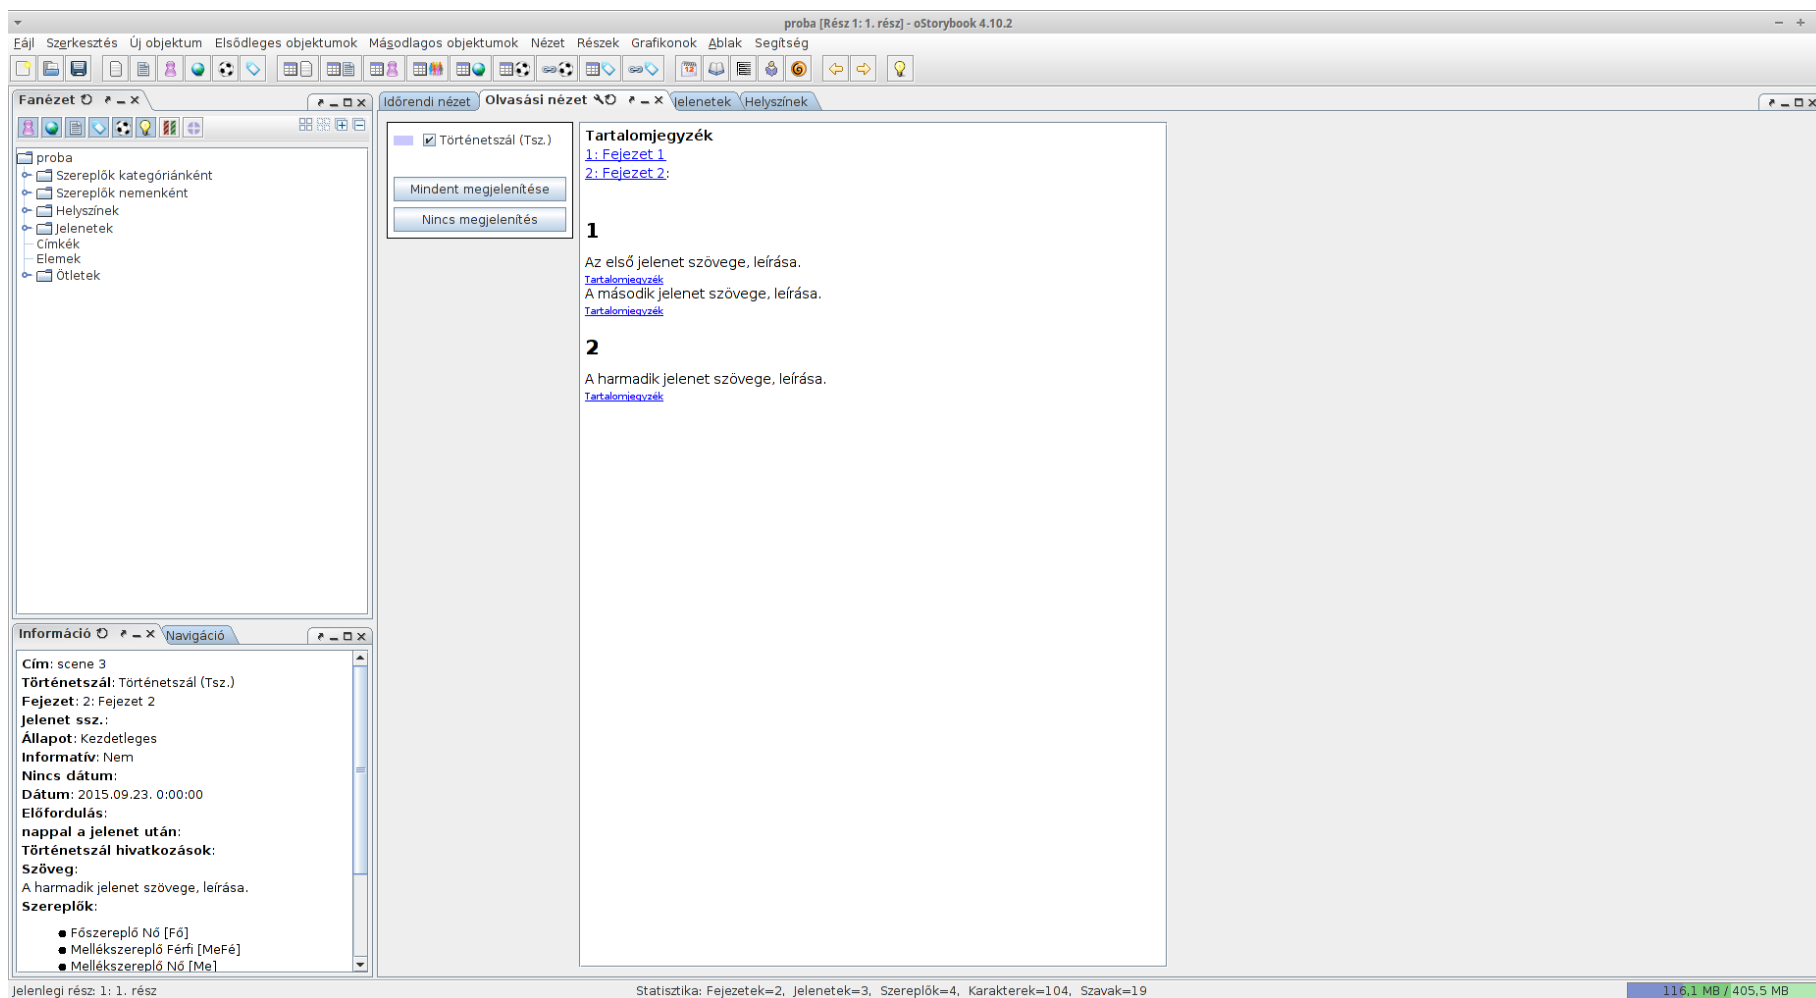 proba [Rész 1: 1. rész] - oStorybook 4.10.2
Fájl Szerkesztés Új objektum Elsődleges objektumok Másodlagos objektumok Nézet Részek Grafikonok Ablak Segítség
12
Fanézet
Időrendi nézet Olvasási nézet Jelenetek Helyszínek
proba
Szereplők kategóriánként
Szereplők nemenként
Helyszínek
Jelenetek
Címkék
Elemek
Ötletek
Történetszál (Tsz.)
Mindent megjelenítése
Nincs megjelenítés
Tartalomjegyzék
1: Fejezet 1
2: Fejezet 2:
1
Az első jelenet szövege, leírása.
Tartalomjegyzék
A második jelenet szövege, leírása.
Tartalomjegyzék
2
A harmadik jelenet szövege, leírása.
Tartalomjegyzék
Információ Navigáció
Cím: scene 3
Történetszál: Történetszál (Tsz.)
Fejezet: 2: Fejezet 2
Jelenet ssz.:
Állapot: Kezdetleges
Informatív: Nem
Nincs dátum:
Dátum: 2015.09.23. 0:00:00
Előfordulás:
nappal a jelenet után:
Történetszál hivatkozások:
Szöveg:
A harmadik jelenet szövege, leírása.
Szereplők:
Főszereplő Nő [Fő]
Mellékszereplő Férfi [MeFé]
Mellékszereplő Nő [Me]
Jelenlegi rész: 1: 1. rész
Statisztika: Fejezetek=2, Jelenetek=3, Szereplők=4, Karakterek=104, Szavak=19
116,1 MB / 405,5 MB